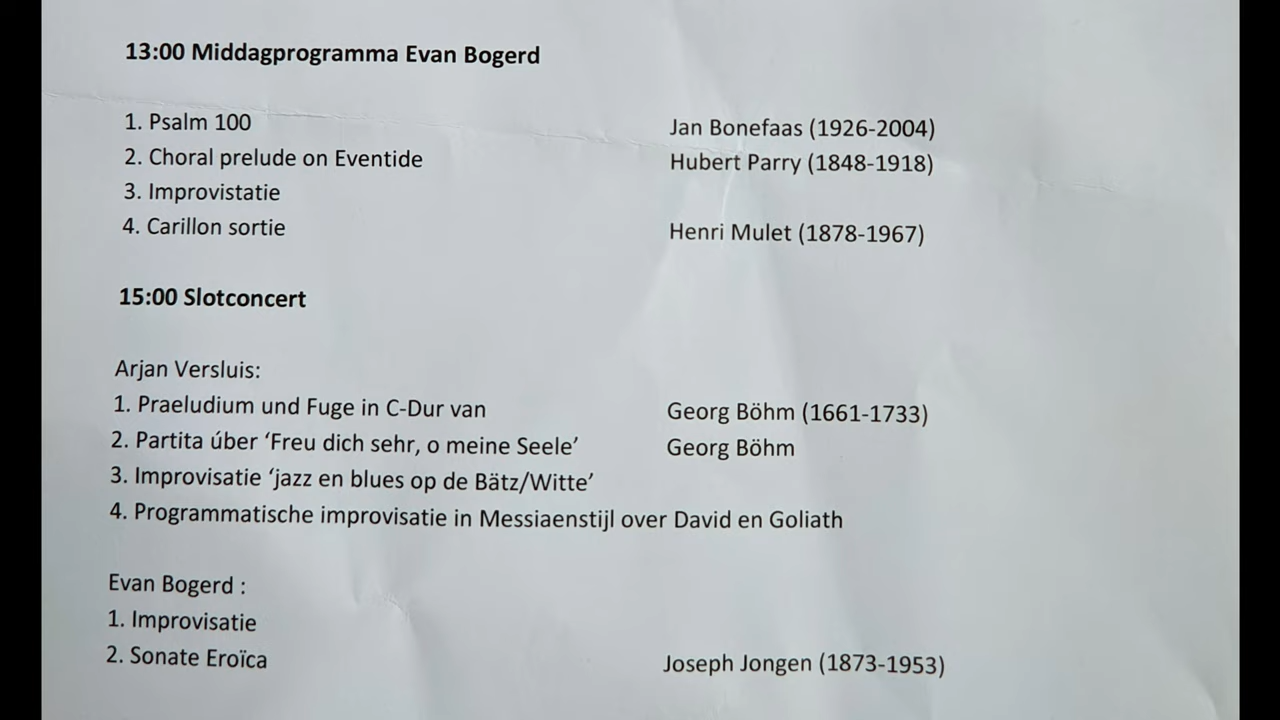 13:00 Middagprogramma Evan Bogerd
1. Psalm 100 Jan Bonefaas (1926-2004)
2. Choral prelude on Eventide Hubert Parry (1848-1918)
3. Improvistatie
4. Carillon sortie Henri Mulet (1878-1967)
15:00 Slotconcert
Arjan Versluis:
1. Praeludium und Fuge in C-Dur van Georg Böhm (1661-1733)
2. Partita úber ‘Freu dich sehr, o meine Seele’ Georg Böhm
3. Improvisatie ‘jazz en blues op de Bätz/Witte’
4. Programmatische improvisatie in Messiaenstijl over David en Goliath
Evan Bogerd :
1. Improvisatie
2. Sonate Eroïca Joseph Jongen (1873-1953)